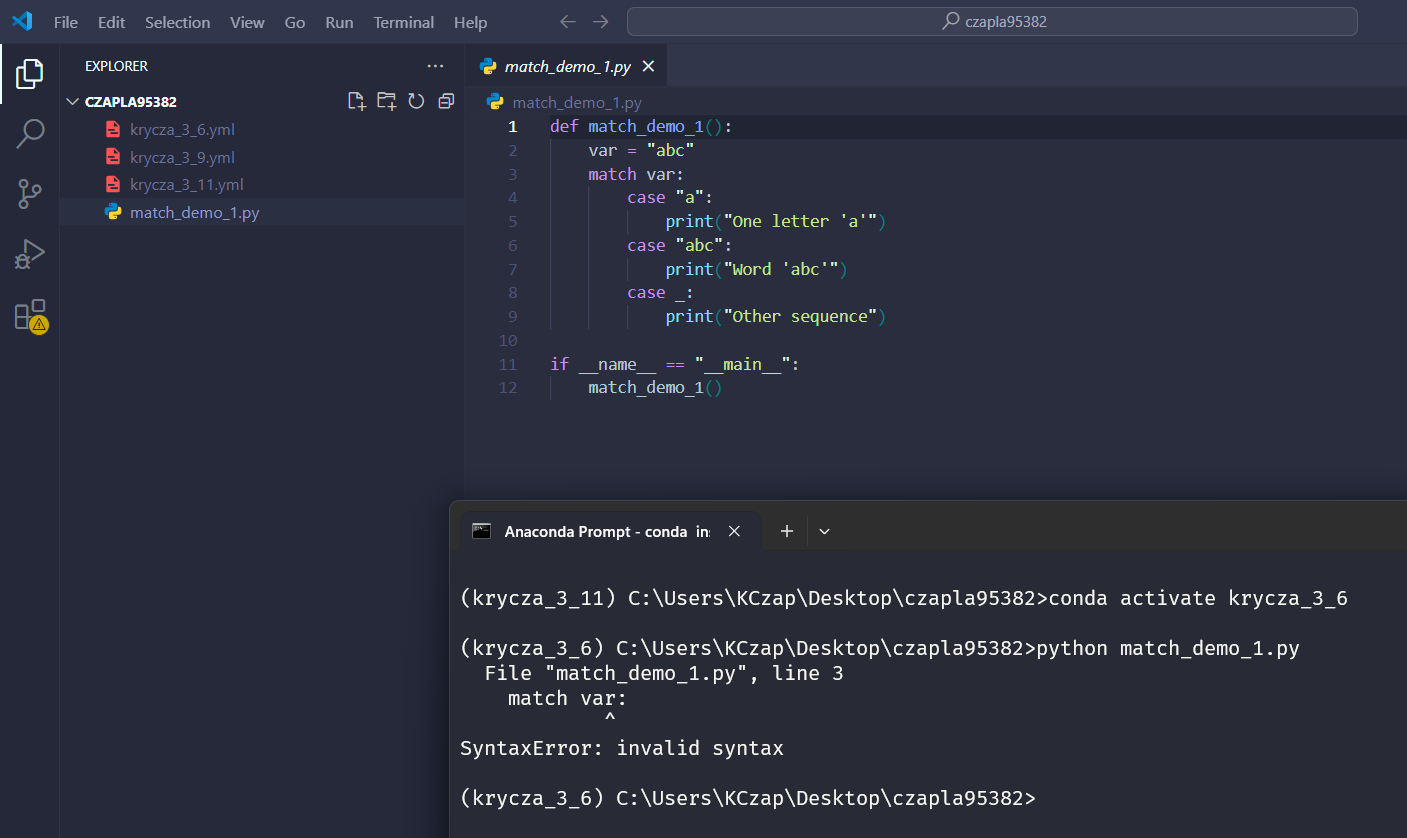 File Edit Selection View Go Run Terminal Help czapla95382
EXPLORER
CZAPLA95382
krycza_3_6.yml
krycza_3_9.yml
krycza_3_11.yml
match_demo_1.py
match_demo_1.py
match_demo_1.py
1 def match_demo_1():
2     var = "abc"
3     match var:
4         case "a":
5             print("One letter 'a'")
6         case "abc":
7             print("Word 'abc'")
8         case _:
9             print("Other sequence")
10
11 if __name__ == "__main__":
12     match_demo_1()
Anaconda Prompt - conda in
(krycza_3_11) C:\Users\KCzap\Desktop\czapla95382>conda activate krycza_3_6
(krycza_3_6) C:\Users\KCzap\Desktop\czapla95382>python match_demo_1.py
  File "match_demo_1.py", line 3
    match var:
            ^
SyntaxError: invalid syntax
(krycza_3_6) C:\Users\KCzap\Desktop\czapla95382>